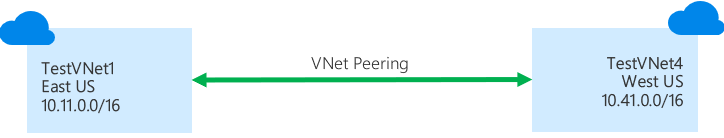 TestVNet1
East US
10.11.0.0/16
VNet Peering
TestVNet4
West US
10.41.0.0/16